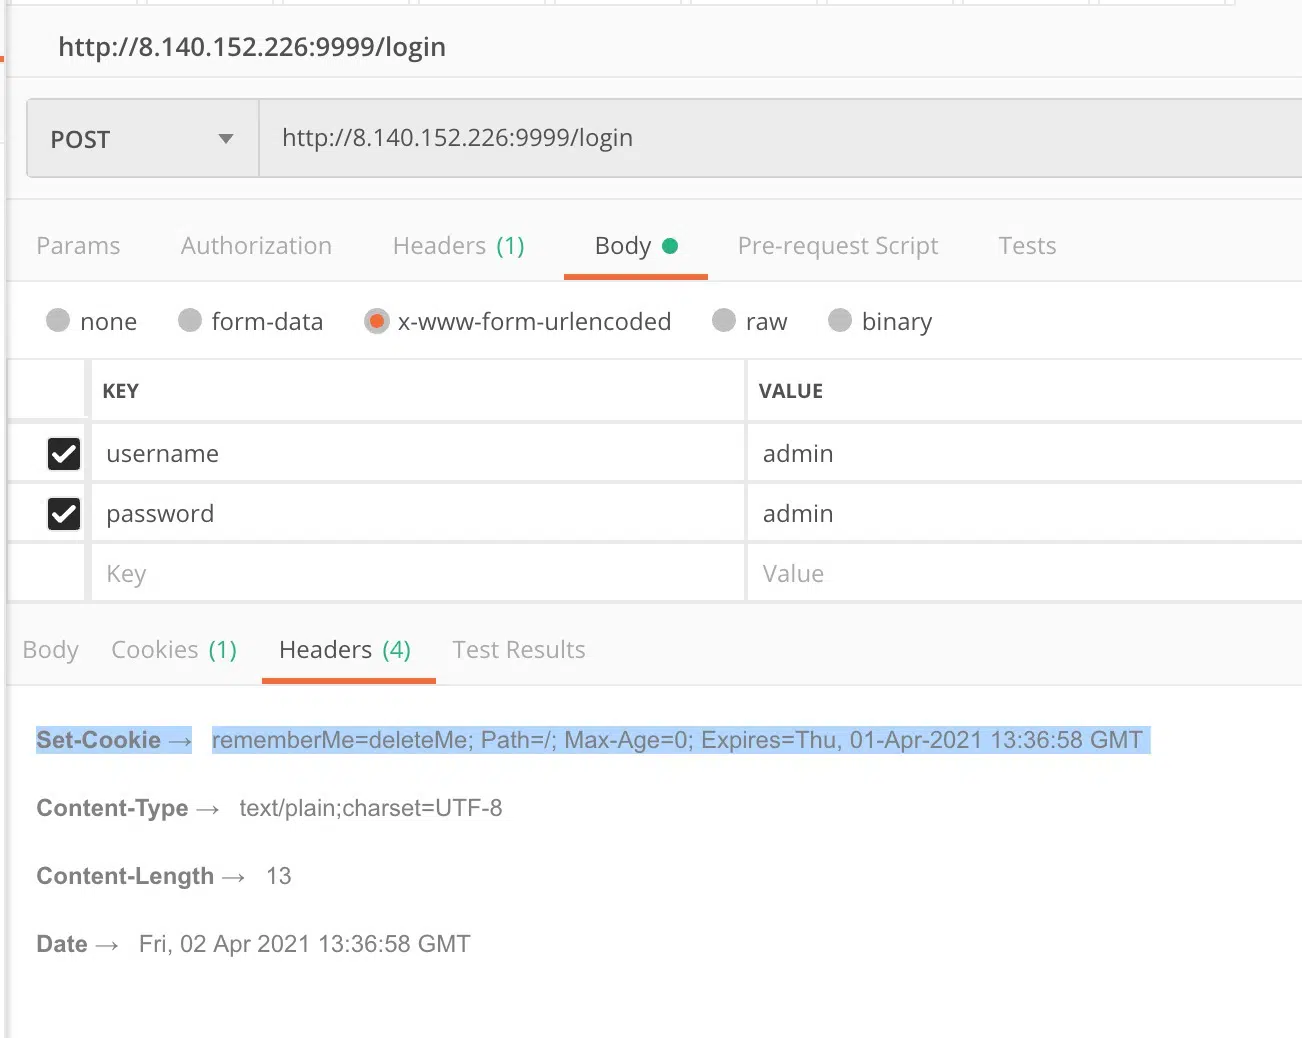 http://8.140.152.226:9999/login
POST http://8.140.152.226:9999/login
Params Authorization Headers (1) Body Pre-request Script Tests
none form-data x-www-form-urlencoded raw binary
KEY VALUE
username admin
password admin
Key Value
Body Cookies (1) Headers (4) Test Results
Set-Cookie → rememberMe=deleteMe; Path=/; Max-Age=0; Expires=Thu, 01-Apr-2021 13:36:58 GMT
Content-Type → text/plain;charset=UTF-8
Content-Length → 13
Date → Fri, 02 Apr 2021 13:36:58 GMT